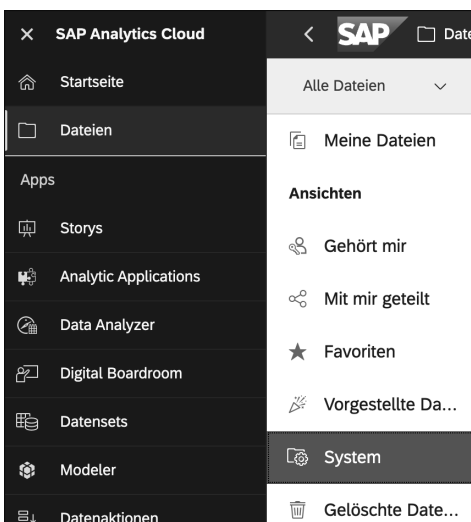 SAP Analytics Cloud
Startseite
Dateien
Apps
Storys
Analytic Applications
Data Analyzer
Digital Boardroom
Datensets
Modeler
Datenaktionen
SAP
Date
Alle Dateien
Meine Dateien
Ansichten
Gehört mir
Mit mir geteilt
Favoriten
Vorgestellte Da...
System
Gelöschte Date...